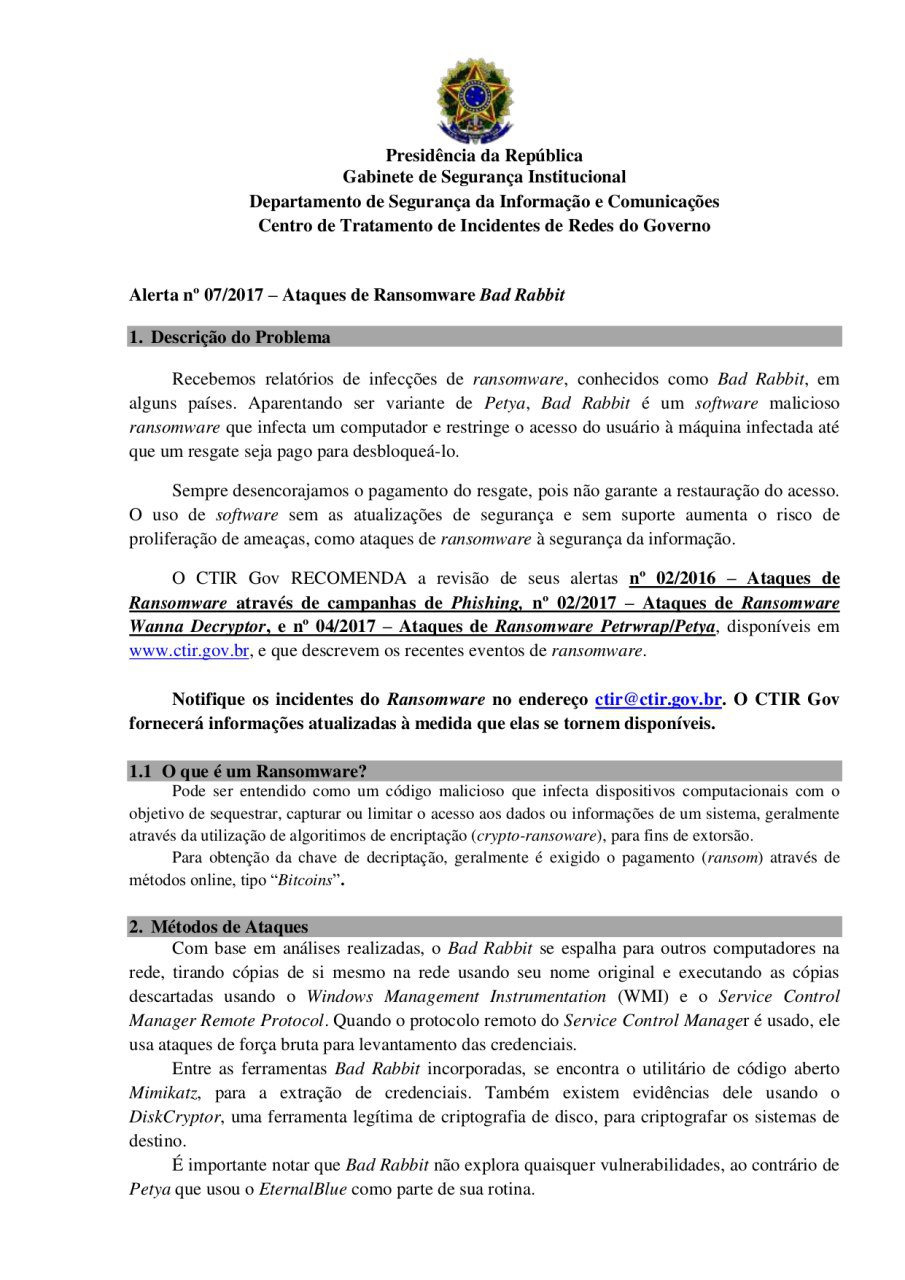 Presidência da República
Gabinete de Segurança Institucional
Departamento de Segurança da Informação e Comunicações
Centro de Tratamento de Incidentes de Redes do Governo
Alerta nº 07/2017 – Ataques de Ransomware Bad Rabbit
1. Descrição do Problema
Recebemos relatórios de infecções de ransomware, conhecidos como Bad Rabbit, em
alguns países. Aparentando ser variante de Petya, Bad Rabbit é um software malicioso
ransomware que infecta um computador e restringe o acesso do usuário à máquina infectada até
que um resgate seja pago para desbloqueá-lo.
Sempre desencorajamos o pagamento do resgate, pois não garante a restauração do acesso.
O uso de software sem as atualizações de segurança e sem suporte aumenta o risco de
proliferação de ameaças, como ataques de ransomware à segurança da informação.
O CTIR Gov RECOMENDA a revisão de seus alertas nº 02/2016 – Ataques de
Ransomware através de campanhas de Phishing, nº 02/2017 – Ataques de Ransomware
Wanna Decryptor, e nº 04/2017 – Ataques de Ransomware Petrwrap/Petya, disponíveis em
www.ctir.gov.br, e que descrevem os recentes eventos de ransomware.
Notifique os incidentes do Ransomware no endereço ctir@ctir.gov.br. O CTIR Gov
fornecerá informações atualizadas à medida que elas se tornem disponíveis.
1.1 O que é um Ransomware?
Pode ser entendido como um código malicioso que infecta dispositivos computacionais com o
objetivo de sequestrar, capturar ou limitar o acesso aos dados ou informações de um sistema, geralmente
através da utilização de algoritimos de encriptação (crypto-ransoware), para fins de extorsão.
Para obtenção da chave de decriptação, geralmente é exigido o pagamento (ransom) através de
métodos online, tipo “Bitcoins”.
2. Métodos de Ataques
Com base em análises realizadas, o Bad Rabbit se espalha para outros computadores na
rede, tirando cópias de si mesmo na rede usando seu nome original e executando as cópias
descartadas usando o Windows Management Instrumentation (WMI) e o Service Control
Manager Remote Protocol. Quando o protocolo remoto do Service Control Manager é usado, ele
usa ataques de força bruta para levantamento das credenciais.
Entre as ferramentas Bad Rabbit incorporadas, se encontra o utilitário de código aberto
Mimikatz, para a extração de credenciais. Também existem evidências dele usando o
DiskCryptor, uma ferramenta legítima de criptografia de disco, para criptografar os sistemas de
destino.
É importante notar que Bad Rabbit não explora quaisquer vulnerabilidades, ao contrário de
Petya que usou o EternalBlue como parte de sua rotina.